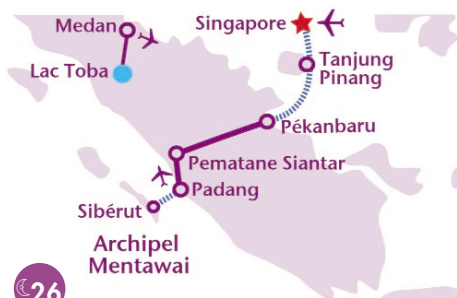 Medan
Singapore
Lac Toba
Tanjung
Pinang
Pékanbaru
Pematane Siantar
Padang
Sibérut
Archipel
Mentawai
26